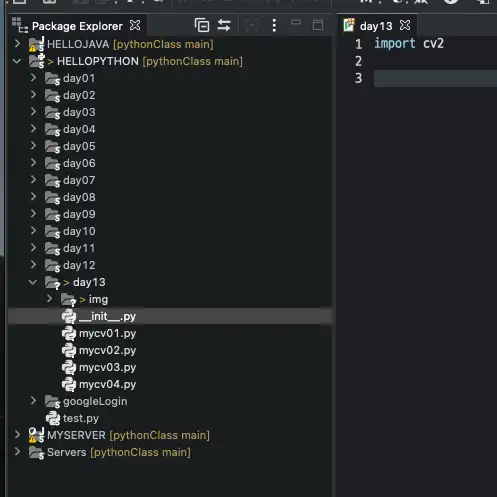 Package Explorer
HELLOJAVA [pythonClass main]
> HELLOPYTHON [pythonClass main]
day01
day02
day03
day04
day05
day06
day07
day08
day09
day10
day11
day12
> day13
> img
__init__.py
mycv01.py
mycv02.py
mycv03.py
mycv04.py
googleLogin
test.py
MYSERVER [pythonClass main]
Servers [pythonClass main]
day13
1 import cv2
2
3